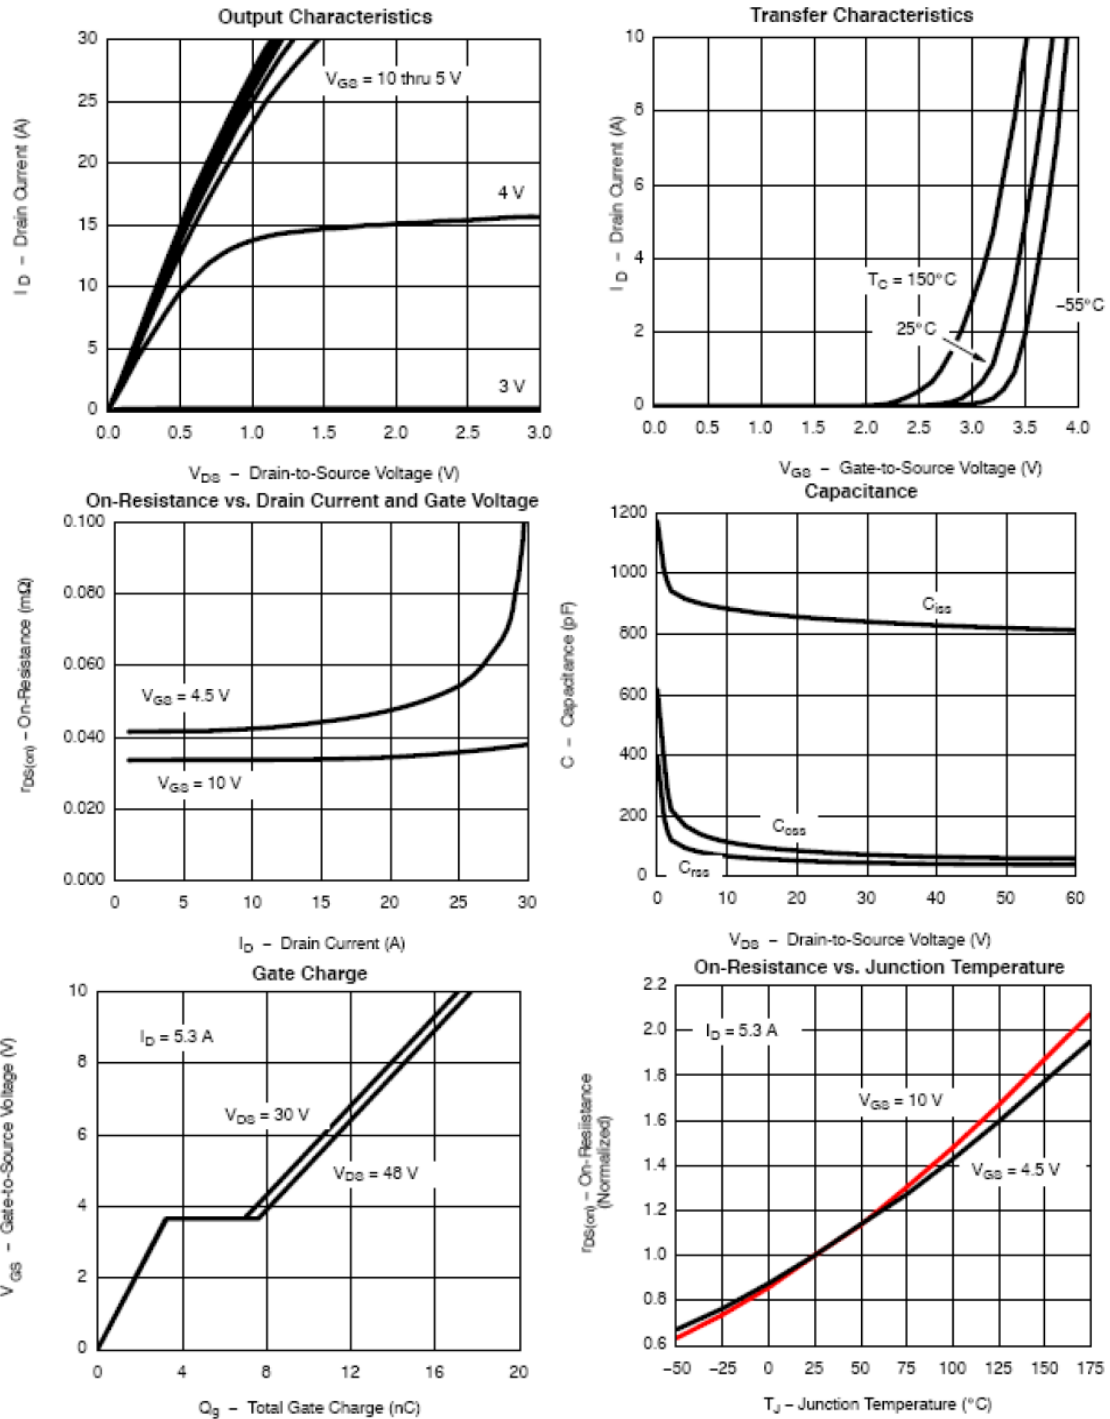 Output Characteristics
30
25
20
15
10
5
0
0.0 0.5 1.0 1.5 2.0 2.5 3.0
I D – Drain Current (A)
VGS = 10 thru 5 V
4 V
3 V
VDS – Drain-to-Source Voltage (V)
Transfer Characteristics
10
8
6
4
2
0
0.0 0.5 1.0 1.5 2.0 2.5 3.0 3.5 4.0
I D – Drain Current (A)
TC = 150°C
25°C
–55°C
VGS – Gate-to-Source Voltage (V)
On-Resistance vs. Drain Current and Gate Voltage
0.100
0.080
0.060
0.040
0.020
0.000
0 5 10 15 20 25 30
rDS(on) – On-Resistance (mΩ)
VGS = 4.5 V
VGS = 10 V
ID – Drain Current (A)
Capacitance
1200
1000
800
600
400
200
0
0 10 20 30 40 50 60
C – Capacitance (pF)
Ciss
Coss
Crss
VDS – Drain-to-Source Voltage (V)
Gate Charge
10
8
6
4
2
0
0 4 8 12 16 20
V GS – Gate-to-Source Voltage (V)
ID = 5.3 A
VDS = 30 V
VDS = 48 V
Qg – Total Gate Charge (nC)
On-Resistance vs. Junction Temperature
2.2
2.0
1.8
1.6
1.4
1.2
1.0
0.8
0.6
–50 –25 0 25 50 75 100 125 150 175
rDS(on) – On-Resiistance
(Normalized)
ID = 5.3 A
VGS = 10 V
VGS = 4.5 V
TJ – Junction Temperature (°C)